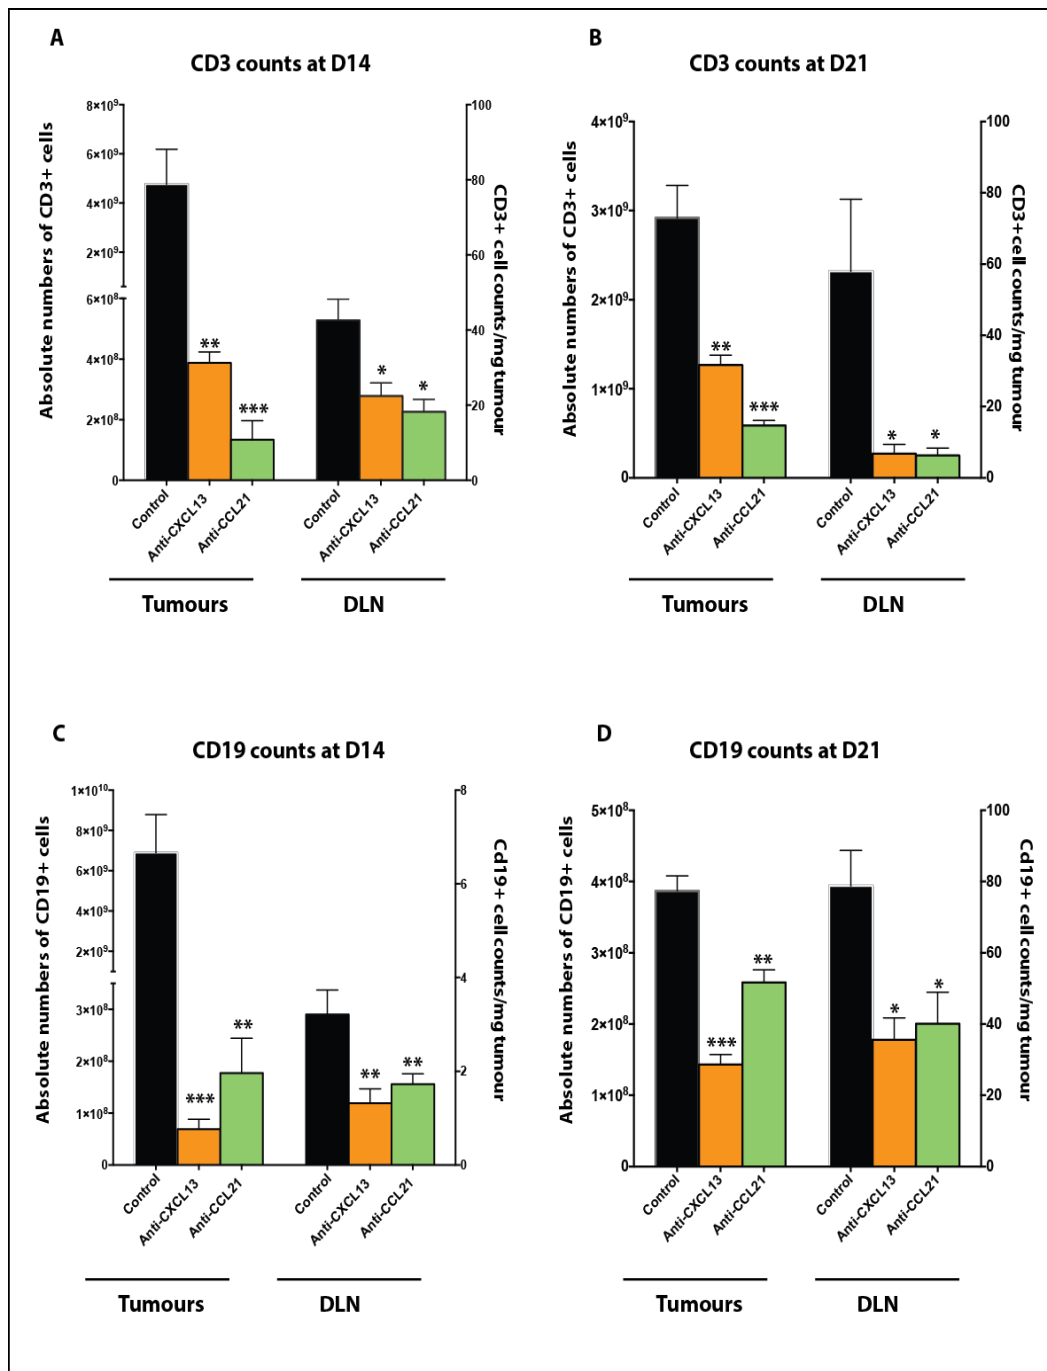 A
CD3 counts at D14
Absolute numbers of CD3+ cells
8×10⁹
6×10⁹
4×10⁹
2×10⁹
6×10⁸
4×10⁸
2×10⁸
0
100
80
60
40
20
0
CD3+ cell counts/mg tumour
**
***
*
*
Control
Anti-CXCL13
Anti-CCL21
Control
Anti-CXCL13
Anti-CCL21
Tumours
DLN
B
CD3 counts at D21
Absolute numbers of CD3+ cells
4×10⁹
3×10⁹
2×10⁹
1×10⁹
0
100
80
60
40
20
0
CD3+cell counts/mg tumour
**
***
*
*
Control
Anti-CXCL13
Anti-CCL21
Control
Anti-CXCL13
Anti-CCL21
Tumours
DLN
C
CD19 counts at D14
Absolute numbers of CD19+ cells
1×10¹⁰
8×10⁹
6×10⁹
4×10⁹
2×10⁹
3×10⁸
2×10⁸
1×10⁸
0
8
6
4
2
0
Cd19+ cell counts/mg tumour
***
**
**
**
Control
Anti-CXCL13
Anti-CCL21
Control
Anti-CXCL13
Anti-CCL21
Tumours
DLN
D
CD19 counts at D21
Absolute numbers of CD19+ cells
5×10⁸
4×10⁸
3×10⁸
2×10⁸
1×10⁸
0
100
80
60
40
20
0
Cd19+ cell counts/mg tumour
***
**
*
*
Control
Anti-CXCL13
Anti-CCL21
Control
Anti-CXCL13
Anti-CCL21
Tumours
DLN